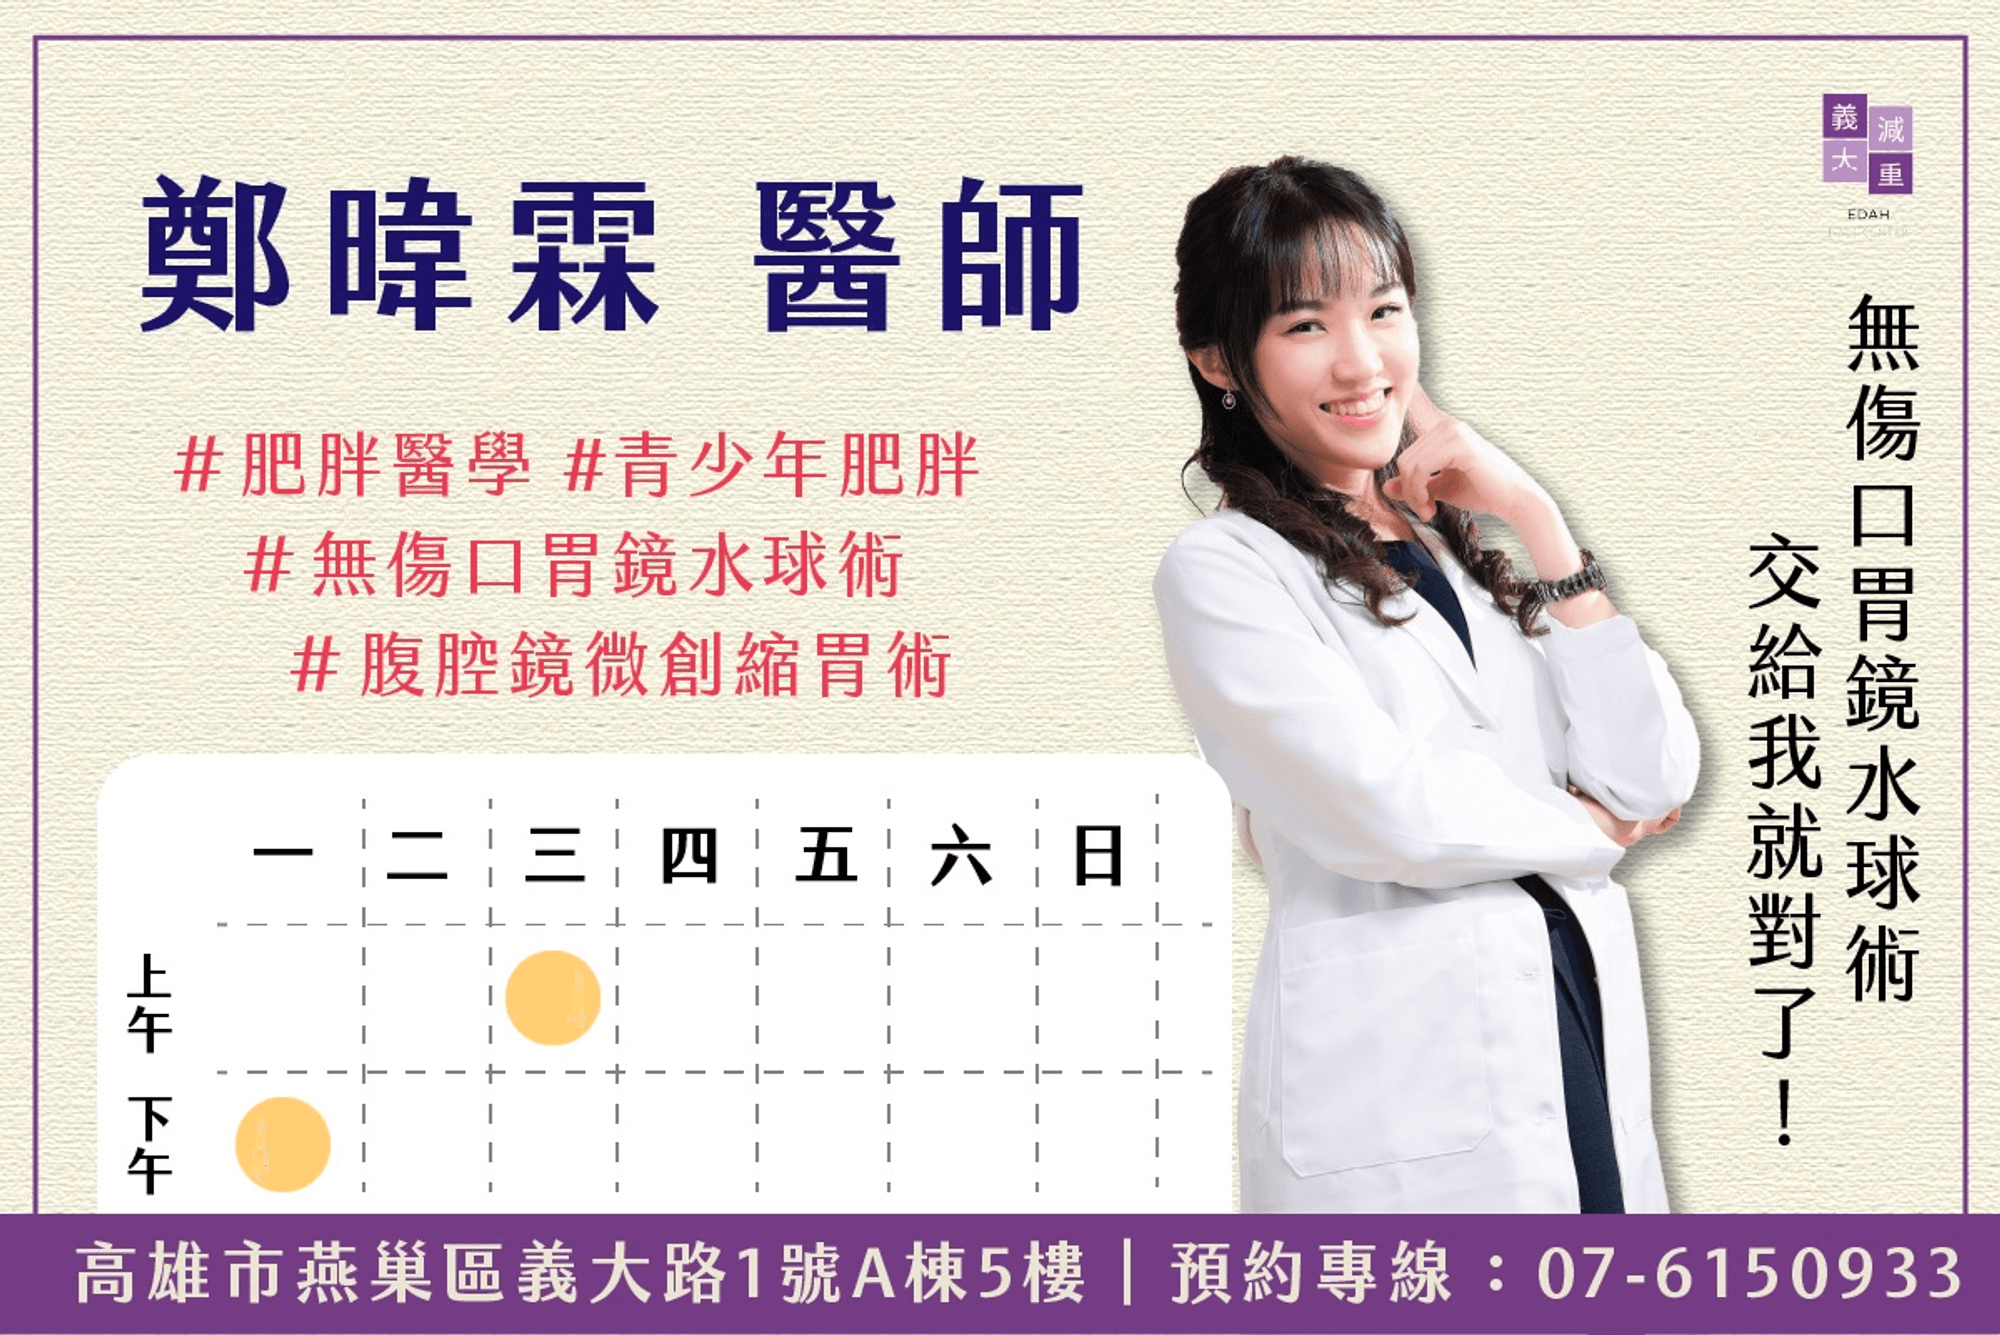 鄭暐霖 醫師
#肥胖醫學 #青少年肥胖
#無傷口胃鏡水球術
#腹腔鏡微創縮胃術
義大
減重
EDAH
無傷口胃鏡水球術
交給我就對了！
一 二 三 四 五 六 日
上午
下午
高雄市燕巢區義大路1號A棟5樓｜預約專線：07-6150933